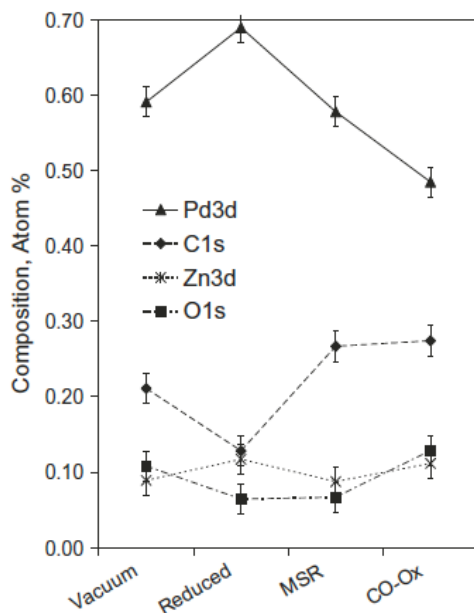 0.70
0.60
0.50
0.40
0.30
0.20
0.10
0.00
Composition, Atom %
Pd3d
C1s
Zn3d
O1s
Vacuum
Reduced
MSR
CO-Ox